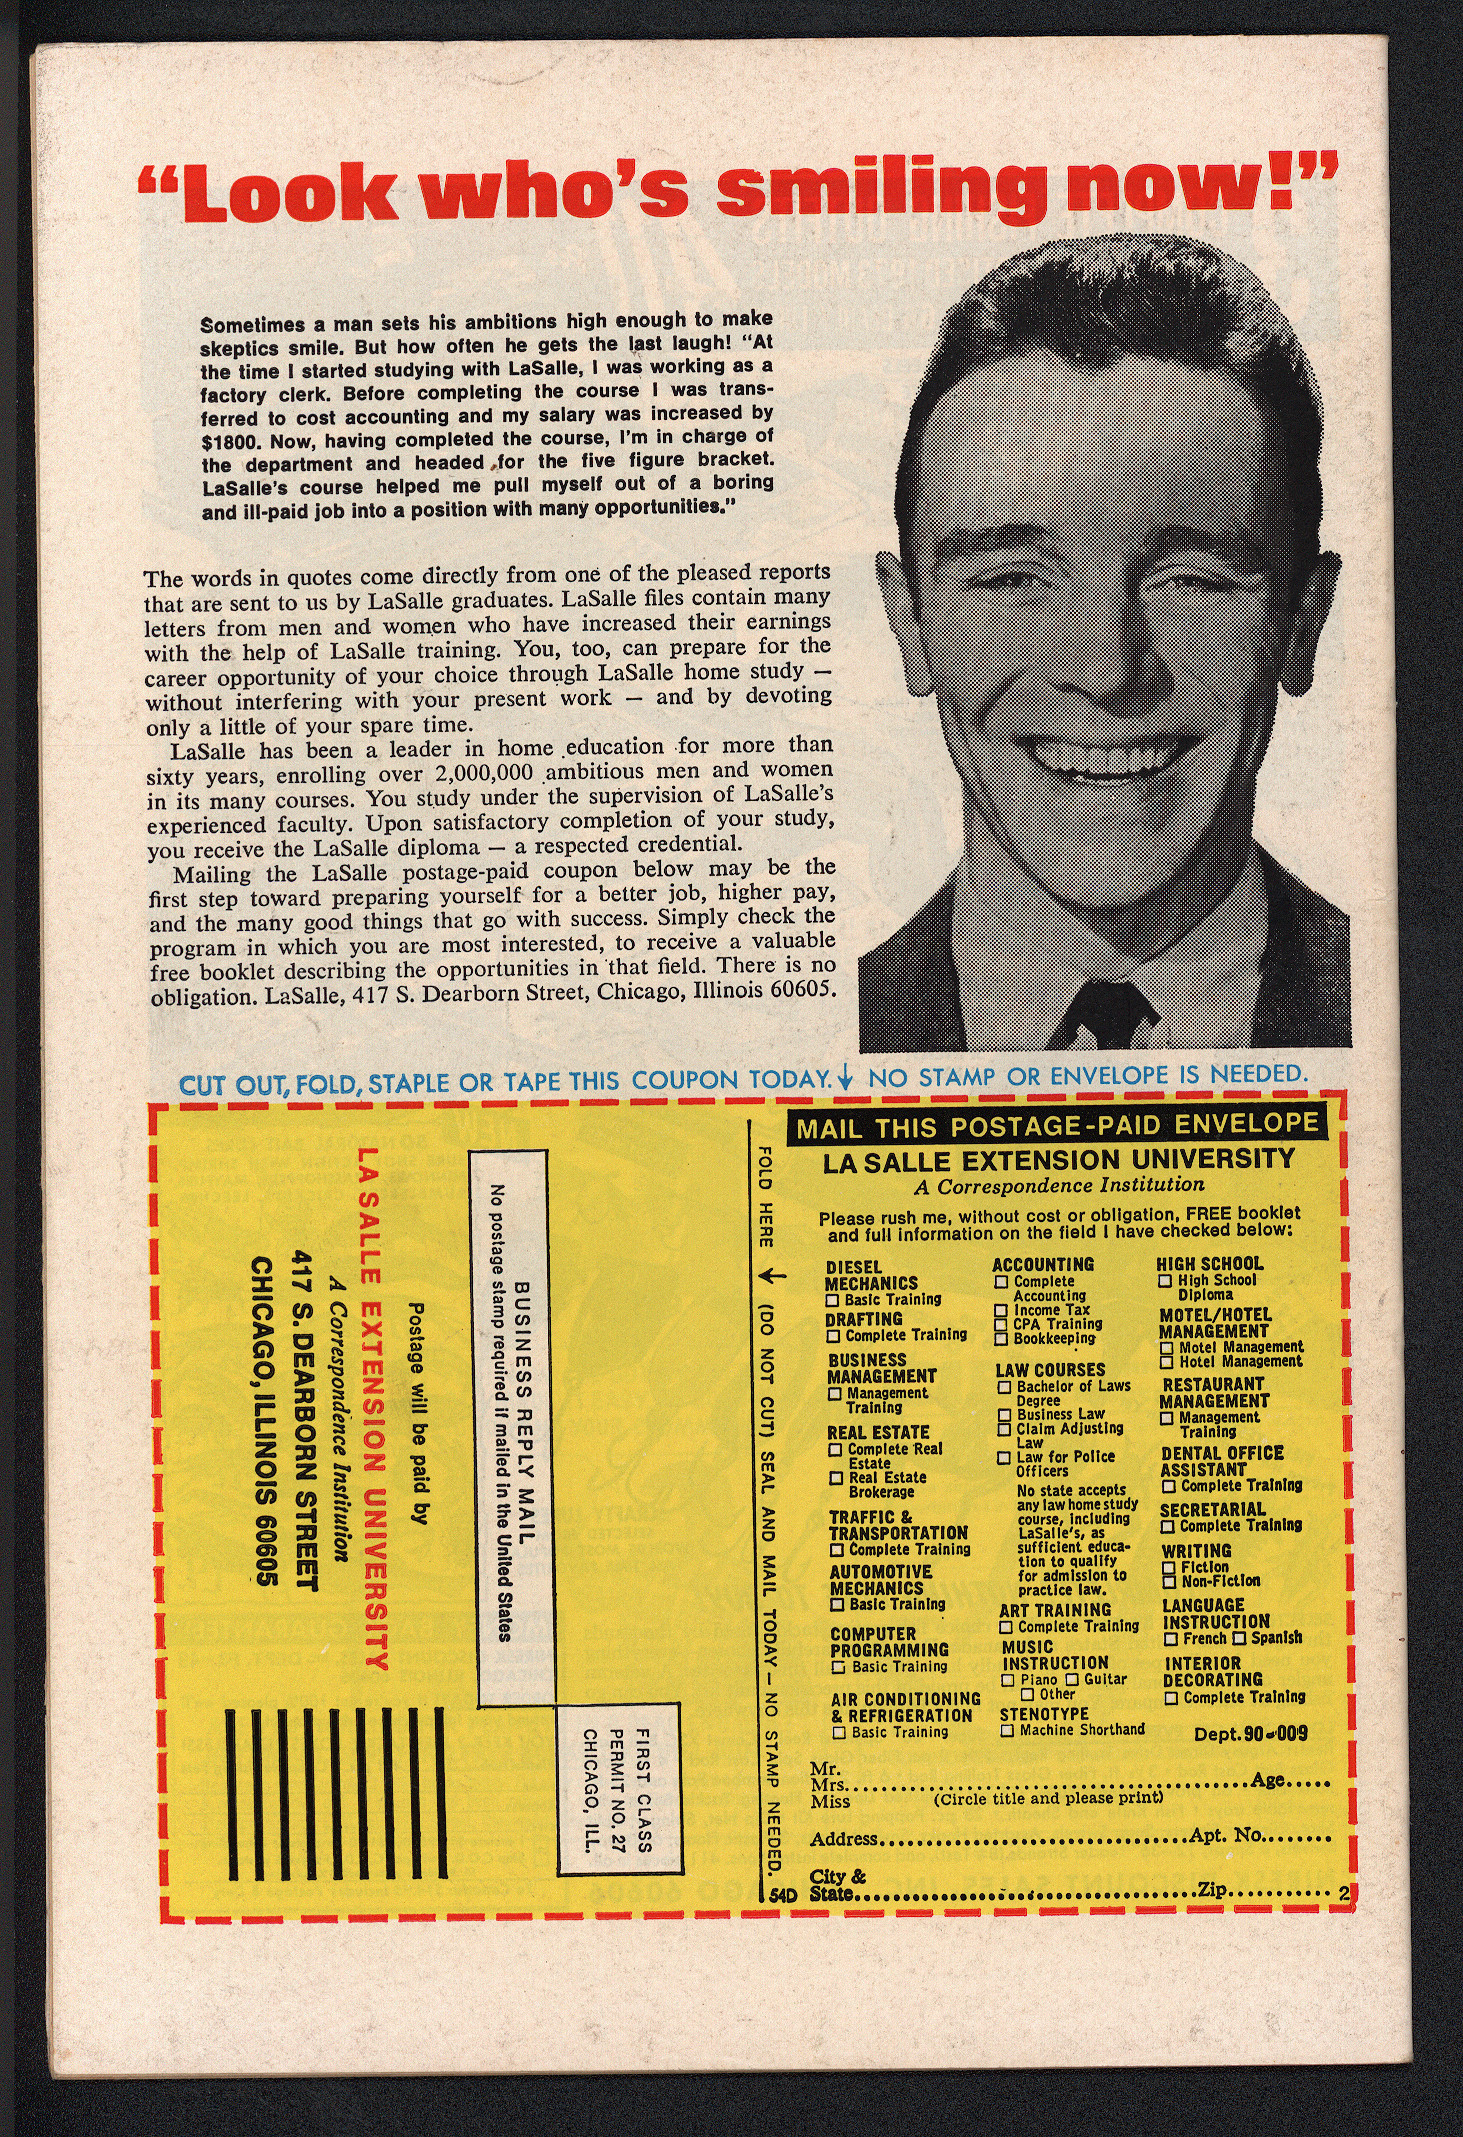 “Look who’s smiling now!”
Sometimes a man sets his ambitions high enough to make
skeptics smile. But how often he gets the last laugh! “At
the time I started studying with LaSalle, I was working as a
factory clerk. Before completing the course I was trans-
ferred to cost accounting and my salary was increased by
$1800. Now, having completed the course, I’m in charge of
the department and headed for the five figure bracket.
LaSalle’s course helped me pull myself out of a boring
and ill-paid job into a position with many opportunities.”
The words in quotes come directly from one of the pleased reports
that are sent to us by LaSalle graduates. LaSalle files contain many
letters from men and women who have increased their earnings
with the help of LaSalle training. You, too, can prepare for the
career opportunity of your choice through LaSalle home study —
without interfering with your present work — and by devoting
only a little of your spare time.
LaSalle has been a leader in home education for more than
sixty years, enrolling over 2,000,000 ambitious men and women
in its many courses. You study under the supervision of LaSalle’s
experienced faculty. Upon satisfactory completion of your study,
you receive the LaSalle diploma — a respected credential.
Mailing the LaSalle postage-paid coupon below may be the
first step toward preparing yourself for a better job, higher pay,
and the many good things that go with success. Simply check the
program in which you are most interested, to receive a valuable
free booklet describing the opportunities in that field. There is no
obligation. LaSalle, 417 S. Dearborn Street, Chicago, Illinois 60605.
CUT OUT, FOLD, STAPLE OR TAPE THIS COUPON TODAY. ↓ NO STAMP OR ENVELOPE IS NEEDED.
FIRST CLASS
PERMIT NO. 27
CHICAGO, ILL.
BUSINESS REPLY MAIL
No postage stamp required if mailed in the United States
Postage will be paid by
LA SALLE EXTENSION UNIVERSITY
A Correspondence Institution
417 S. DEARBORN STREET
CHICAGO, ILLINOIS 60605
FOLD HERE ↓ (DO NOT CUT) SEAL AND MAIL TODAY — NO STAMP NEEDED.
MAIL THIS POSTAGE-PAID ENVELOPE
LA SALLE EXTENSION UNIVERSITY
A Correspondence Institution
Please rush me, without cost or obligation, FREE booklet
and full information on the field I have checked below:
DIESEL
MECHANICS
☐ Basic Training
DRAFTING
☐ Complete Training
BUSINESS
MANAGEMENT
☐ Management
Training
REAL ESTATE
☐ Complete Real
Estate
☐ Real Estate
Brokerage
TRAFFIC &
TRANSPORTATION
☐ Complete Training
AUTOMOTIVE
MECHANICS
☐ Basic Training
COMPUTER
PROGRAMMING
☐ Basic Training
AIR CONDITIONING
& REFRIGERATION
☐ Basic Training
ACCOUNTING
☐ Complete
Accounting
☐ Income Tax
☐ CPA Training
☐ Bookkeeping
LAW COURSES
☐ Bachelor of Laws
Degree
☐ Business Law
☐ Claim Adjusting
Law
☐ Law for Police
Officers
No state accepts
any law home study
course, including
LaSalle’s, as
sufficient educa-
tion to qualify
for admission to
practice law.
ART TRAINING
☐ Complete Training
MUSIC
INSTRUCTION
☐ Piano ☐ Guitar
☐ Other
STENOTYPE
☐ Machine Shorthand
HIGH SCHOOL
☐ High School
Diploma
MOTEL/HOTEL
MANAGEMENT
☐ Motel Management
☐ Hotel Management
RESTAURANT
MANAGEMENT
☐ Management
Training
DENTAL OFFICE
ASSISTANT
☐ Complete Training
SECRETARIAL
☐ Complete Training
WRITING
☐ Fiction
☐ Non-Fiction
LANGUAGE
INSTRUCTION
☐ French ☐ Spanish
INTERIOR
DECORATING
☐ Complete Training
Dept. 90-009
Mr.
Mrs. ........ Age.....
Miss (Circle title and please print)
Address........ Apt. No........
City &
State........ Zip........ 2
54D